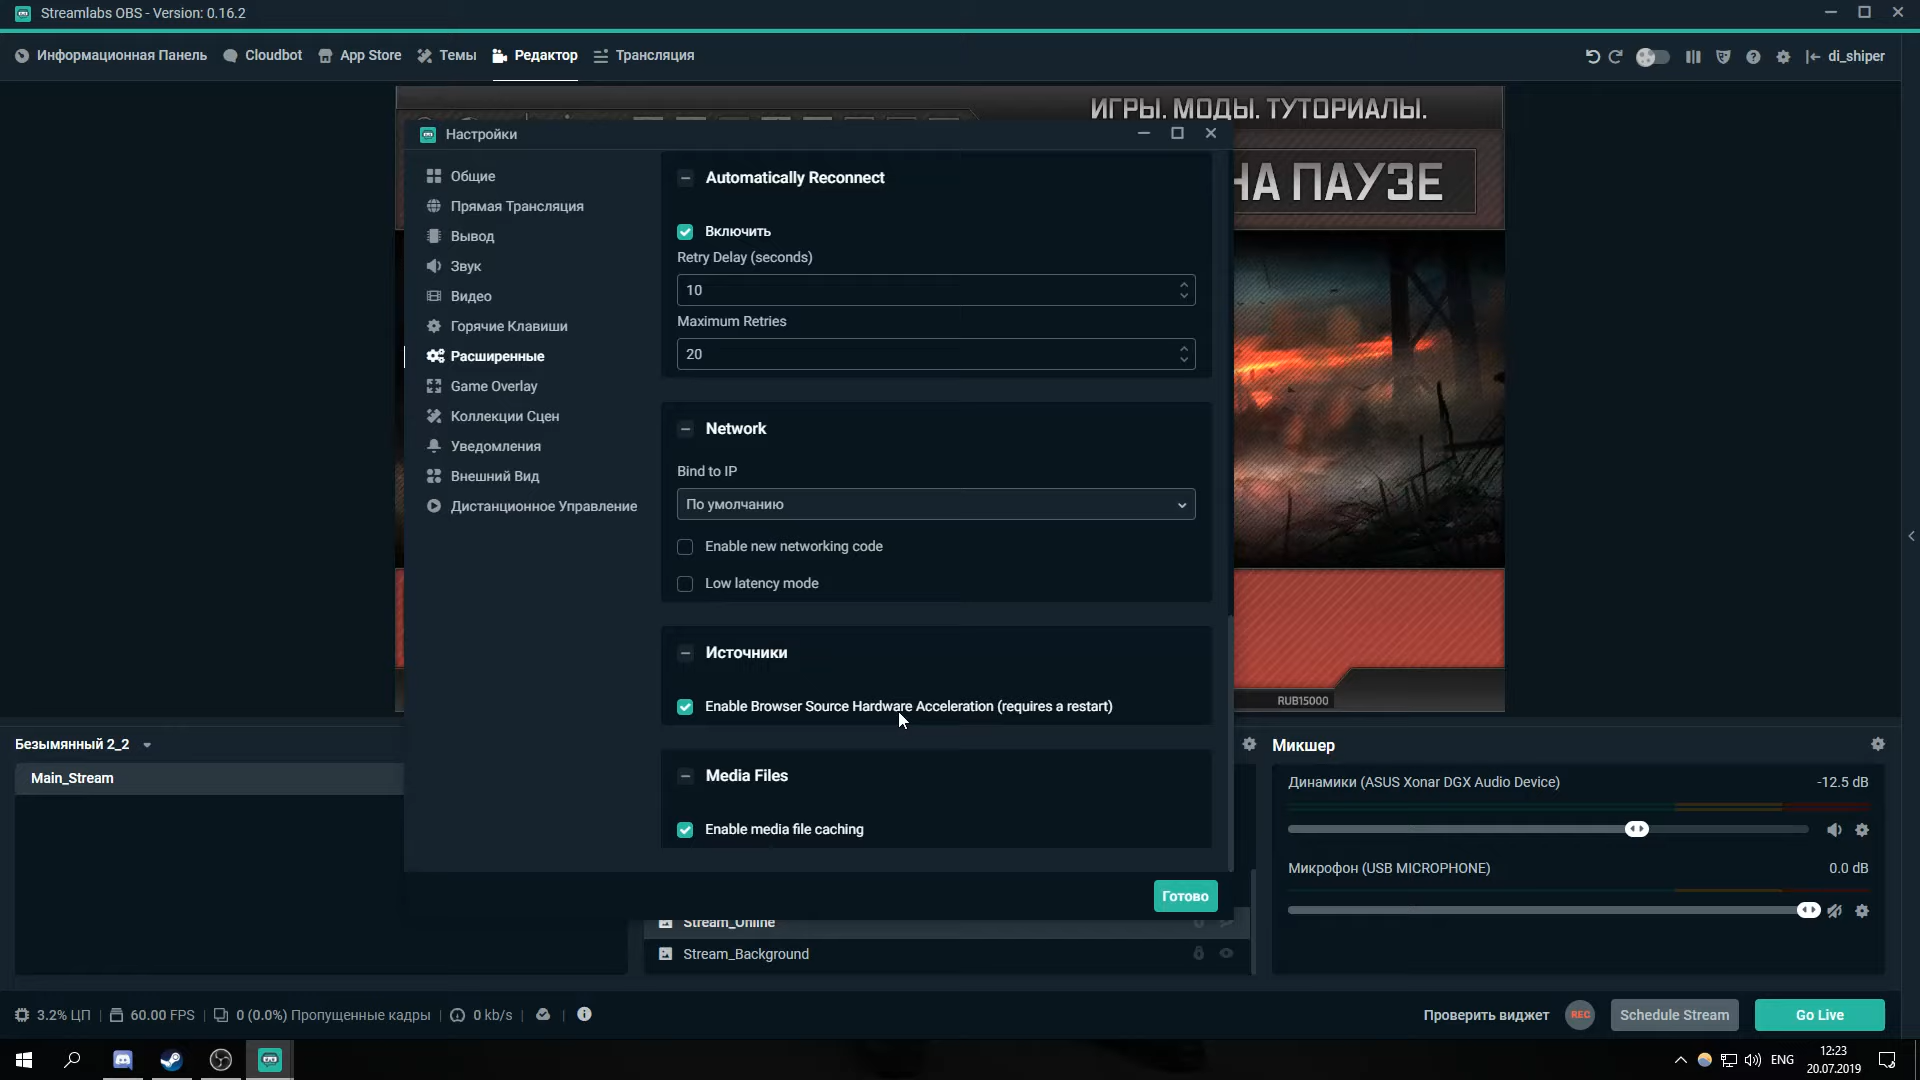 Streamlabs OBS - Version: 0.16.2
Информационная Панель
Cloudbot
App Store
Темы
Редактор
Трансляция
di_shiper
ИГРЫ. МОДЫ. ТУТОРИАЛЫ.
НА ПАУЗЕ
Настройки
Общие
Прямая Трансляция
Вывод
Звук
Видео
Горячие Клавиши
Расширенные
Game Overlay
Коллекции Сцен
Уведомления
Внешний Вид
Дистанционное Управление
Automatically Reconnect
Включить
Retry Delay (seconds)
10
Maximum Retries
20
Network
Bind to IP
По умолчанию
Enable new networking code
Low latency mode
Источники
Enable Browser Source Hardware Acceleration (requires a restart)
Media Files
Enable media file caching
Готово
RUB15000
Безымянный 2_2
Main_Stream
Stream_Online
Stream_Background
Микшер
Динамики (ASUS Xonar DGX Audio Device) -12.5 dB
Микрофон (USB MICROPHONE) 0.0 dB
3.2% ЦП
60.00 FPS
0 (0.0%) Пропущенные кадры
0 kb/s
Проверить виджет
REC
Schedule Stream
Go Live
ENG
12:23
20.07.2019